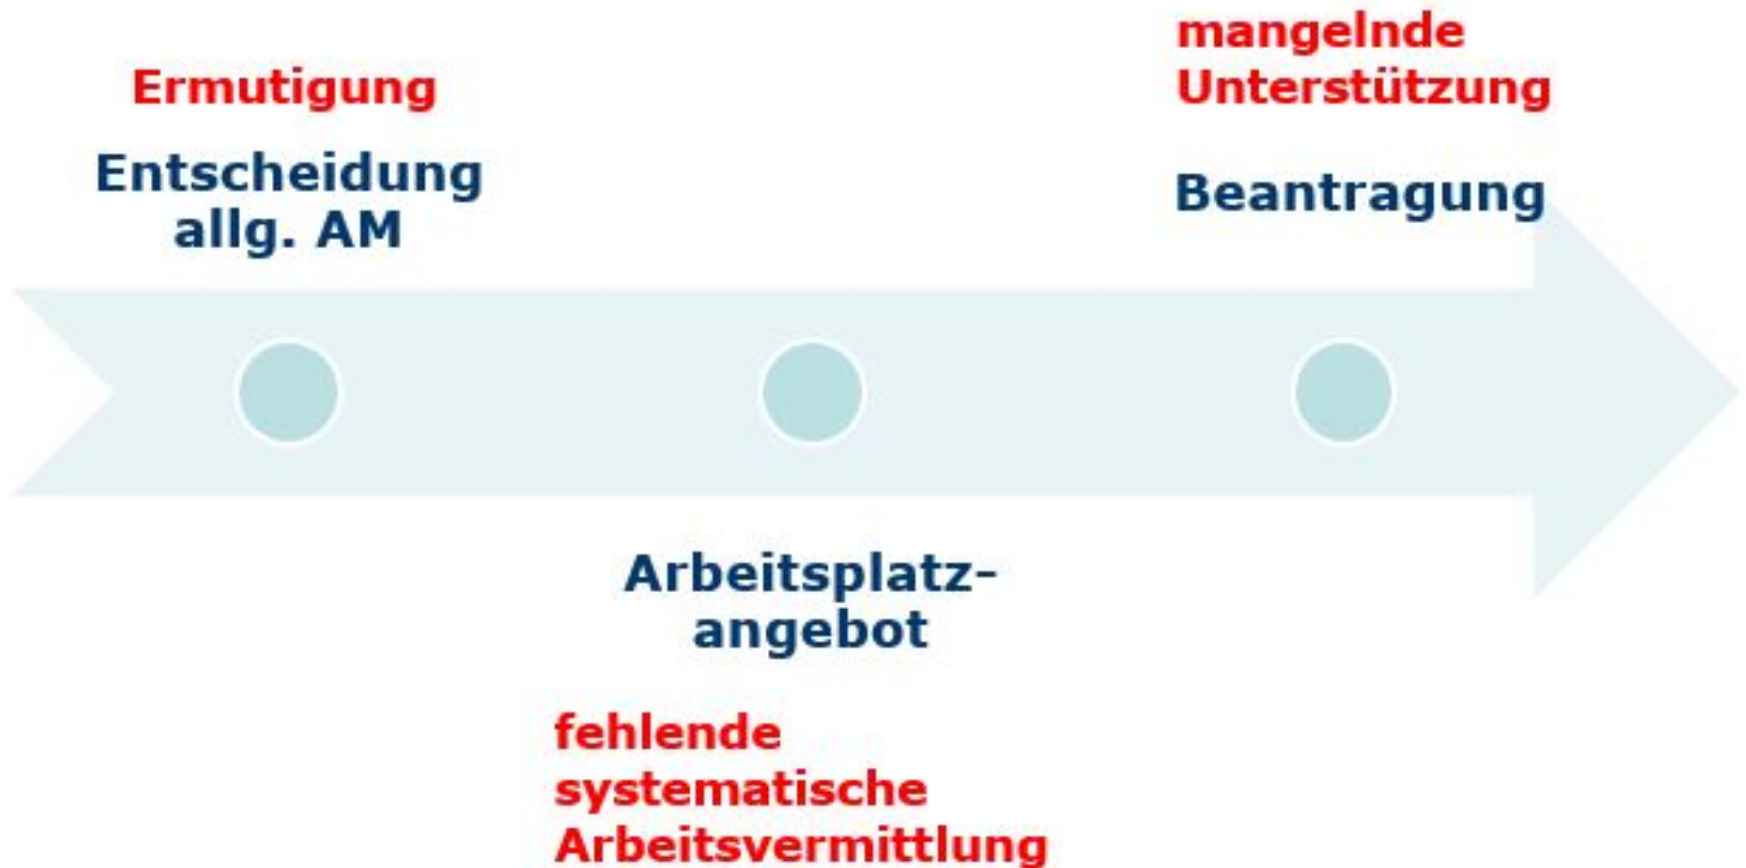 Ermutigung
Entscheidung
allg. AM
Arbeitsplatz-
angebot
fehlende
systematische
Arbeitsvermittlung
mangelnde
Unterstützung
Beantragung